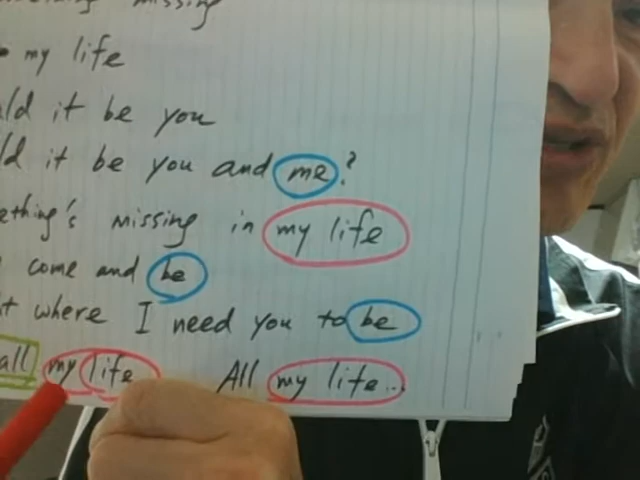 missing
my life
it be you
it be you and me?
missing in my life
come and be
where I need you to be
all my life All my life...